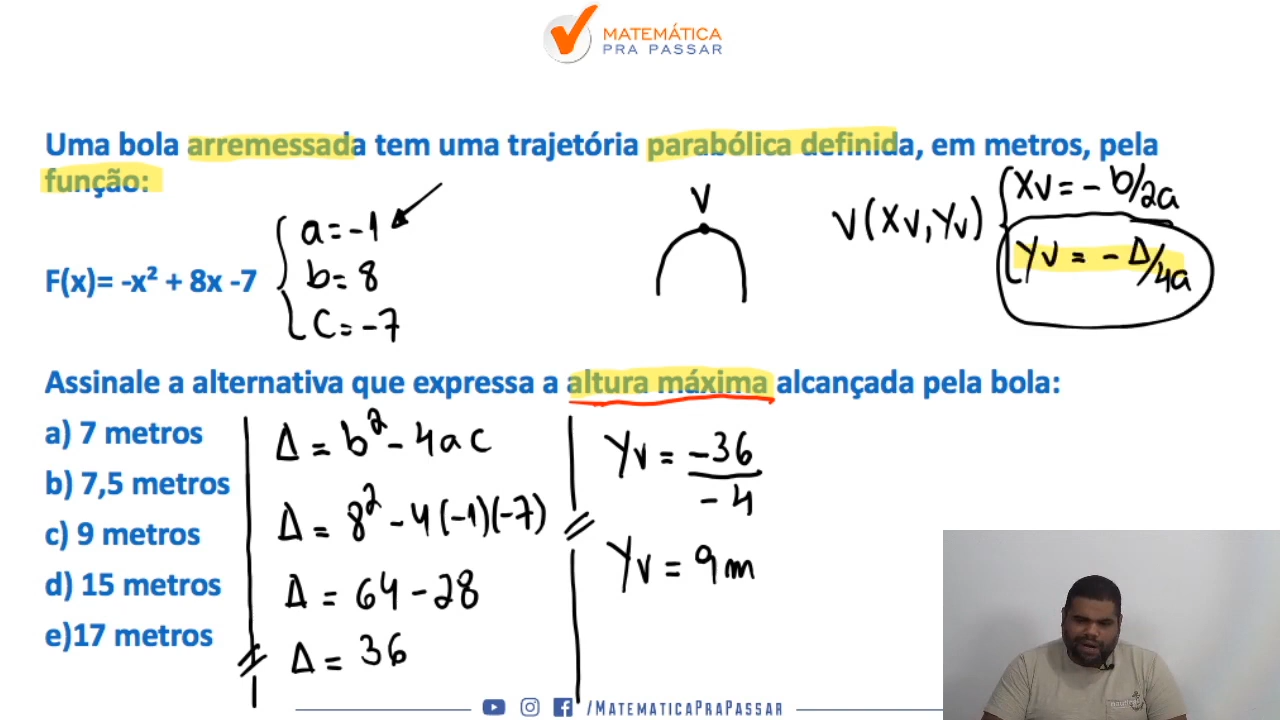 MATEMÁTICA
PRA PASSAR
Uma bola arremessada tem uma trajetória parabólica definida, em metros, pela
função:
F(x)= -x² + 8x -7
a = -1
b = 8
C = -7
V
V(XV, YV)
XV = - b/2a
YV = - Δ/4a
Assinale a alternativa que expressa a altura máxima alcançada pela bola:
a) 7 metros
b) 7,5 metros
c) 9 metros
d) 15 metros
e)17 metros
Δ = b² - 4ac
Δ = 8² - 4(-1)(-7)
Δ = 64 - 28
Δ = 36
YV = -36/-4
YV = 9m
/MATEMATICAPRAPASSAR